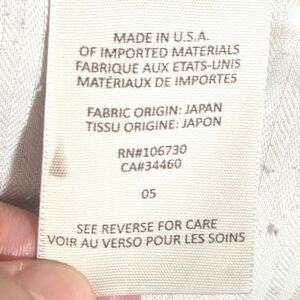 MADE IN U.S.A.
OF IMPORTED MATERIALS
FABRIQUE AUX ETATS-UNIS
MATÉRIAUX DE IMPORTES
FABRIC ORIGIN: JAPAN
TISSU ORIGINE: JAPON
RN#106730
CA#34460
05
SEE REVERSE FOR CARE
VOIR AU VERSO POUR LES SOINS